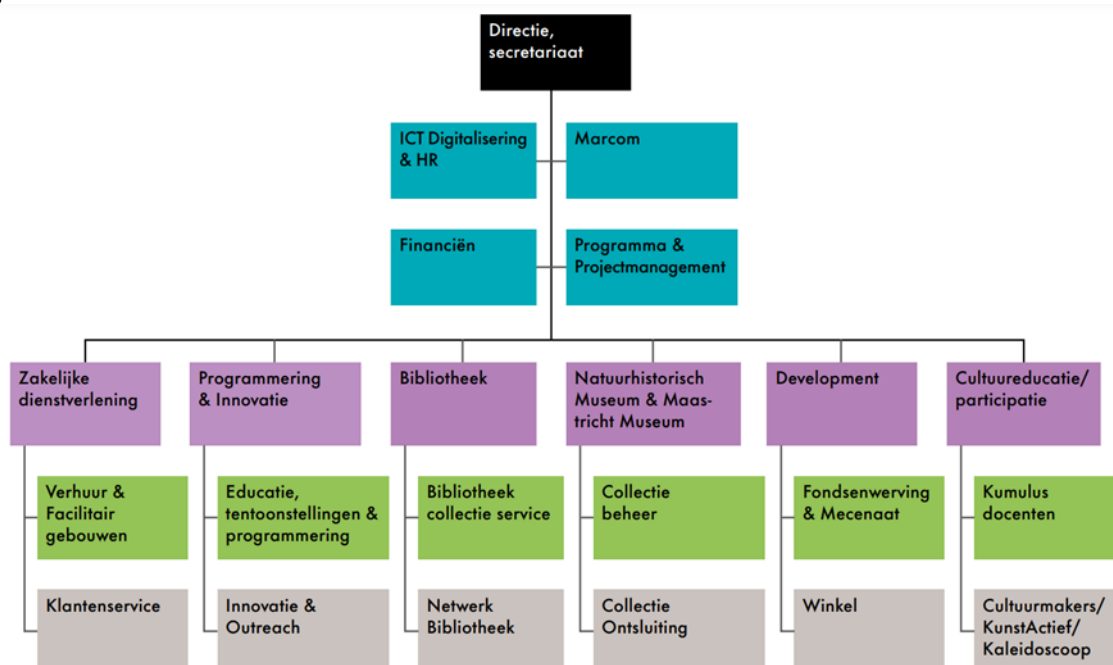 Directie,
secretariaat
ICT Digitalisering
& HR
Marcom
Financiën
Programma &
Projectmanagement
Zakelijke
dienstverlening
Programmering
& Innovatie
Bibliotheek
Natuurhistorisch
Museum & Maas-
tricht Museum
Development
Cultuureducatie/
participatie
Verhuur &
Facilitair
gebouwen
Educatie,
tentoonstellingen &
programmering
Bibliotheek
collectie service
Collectie
beheer
Fondsenwerving
& Mecenaat
Kumulus
docenten
Klantenservice
Innovatie &
Outreach
Netwerk
Bibliotheek
Collectie
Ontsluiting
Winkel
Cultuurmakers/
KunstActief/
Kaleidoscoop